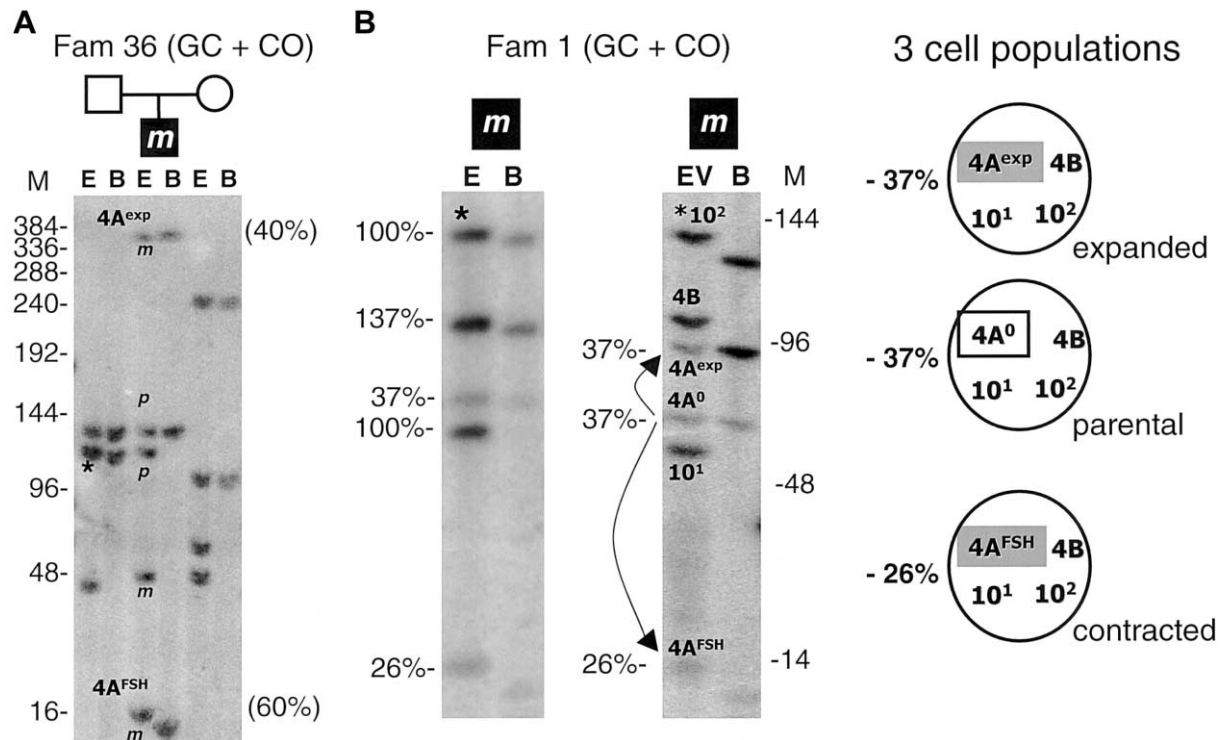 A
Fam 36 (GC + CO)
m
M E B E B E B
4Aᵉˣᵖ
384-
(40%)
336-
m
288-
240-
192-
p
144-
*
p
96-
48-
m
4Aᶠˢᴴ
16-
(60%)
m
B
Fam 1 (GC + CO)
m
E B
*
100%-
137%-
37%-
100%-
26%-
m
EV B M
*10²
-144
4B
37%-
-96
4Aᵉˣᵖ
4A⁰
37%-
10¹
-48
4Aᶠˢᴴ
26%-
-14
3 cell populations
- 37%
4Aᵉˣᵖ 4B
10¹ 10²
expanded
- 37%
4A⁰ 4B
10¹ 10²
parental
- 26%
4Aᶠˢᴴ 4B
10¹ 10²
contracted